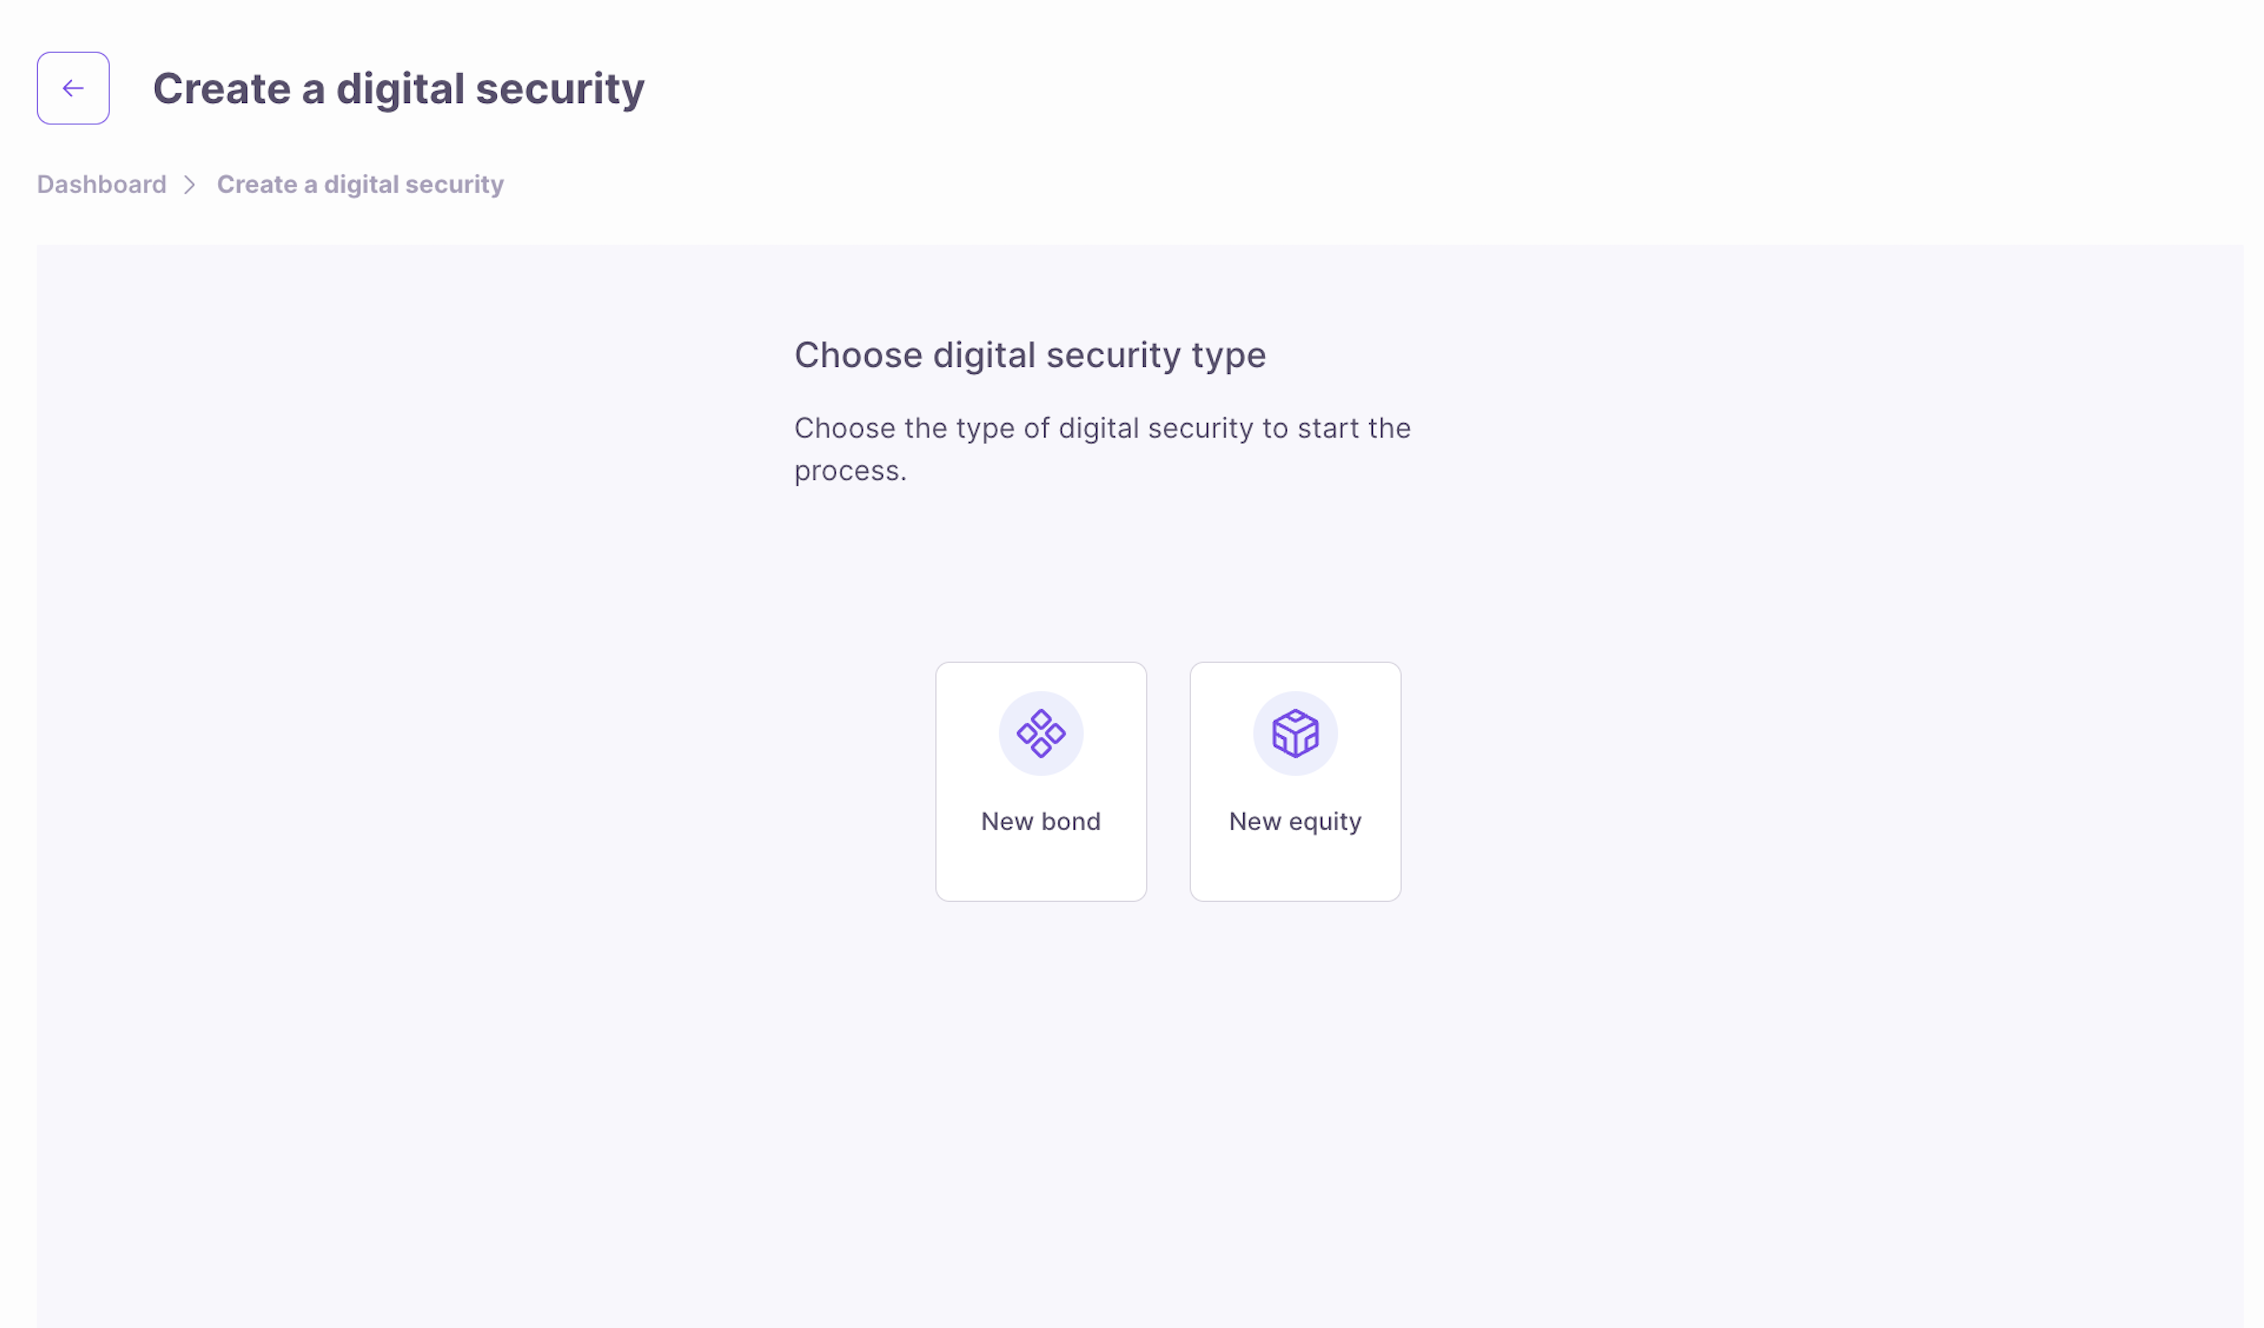 Create a digital security
Dashboard
Create a digital security
Choose digital security type
Choose the type of digital security to start the
process.
New bond
New equity